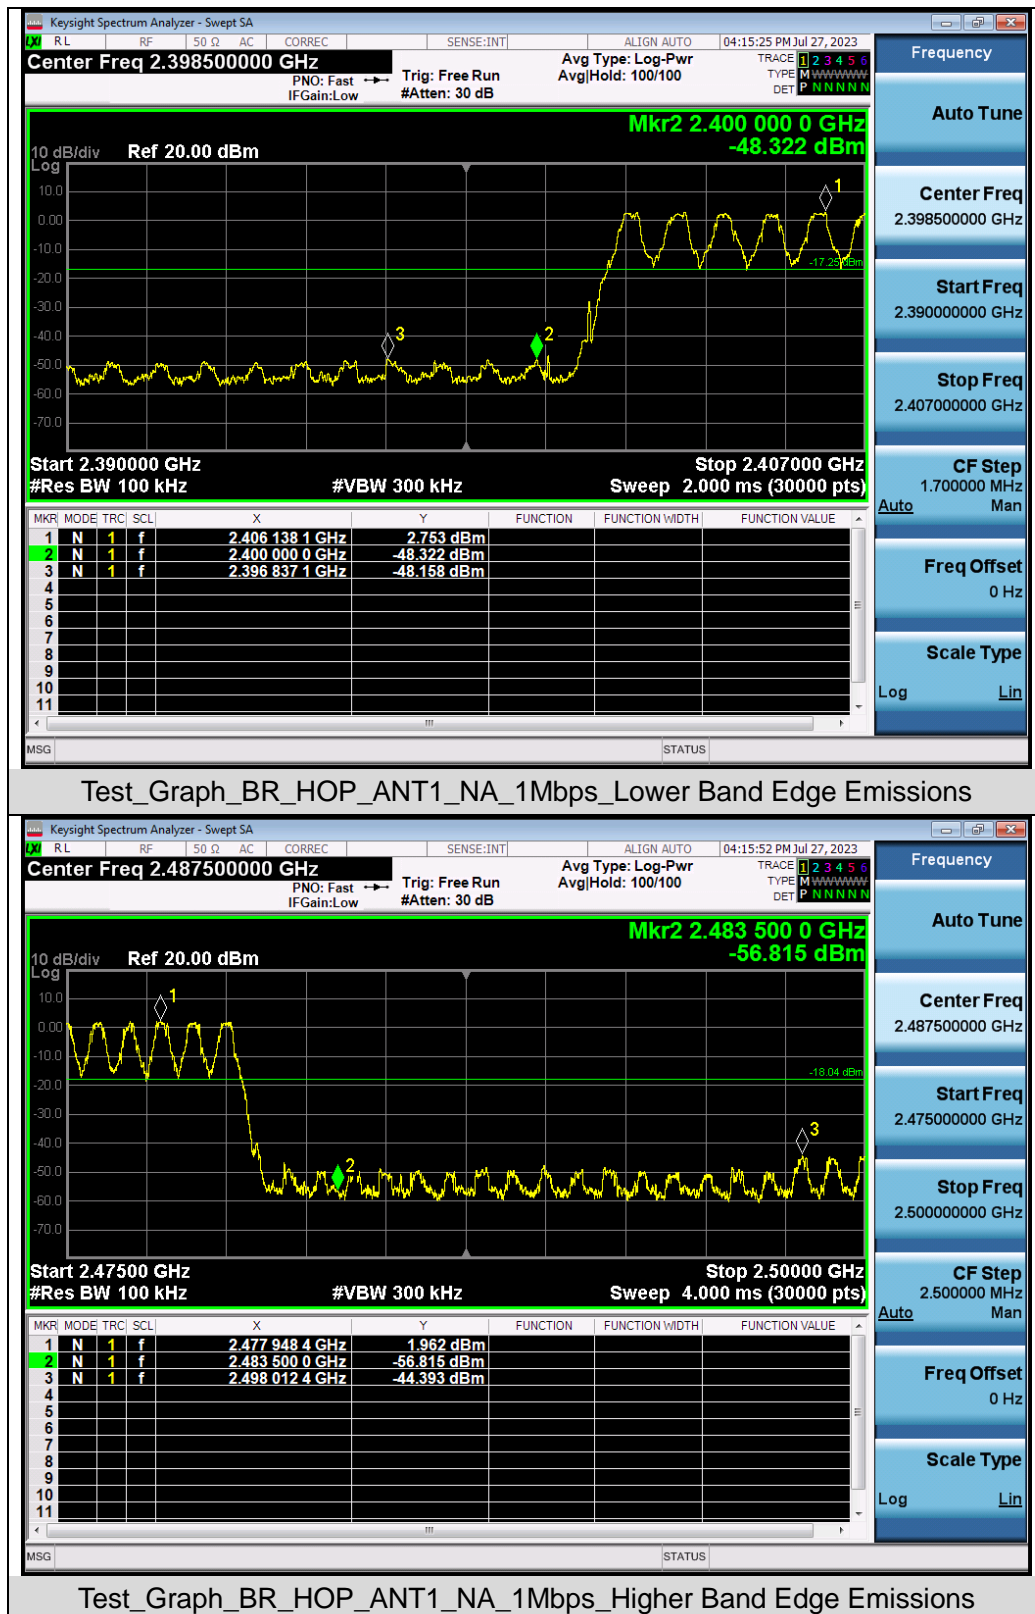 Keysight Spectrum Analyzer - Swept SA
LXI RL RF 50 Ω AC CORREC SENSE:INT ALIGN AUTO 04:15:25 PM Jul 27, 2023
Center Freq 2.398500000 GHz
PNO: Fast
IFGain:Low
Trig: Free Run
#Atten: 30 dB
Avg Type: Log-Pwr
Avg|Hold: 100/100
TRACE 1 2 3 4 5 6
TYPE M W W W W W
DET P N N N N N
Mkr2 2.400 000 0 GHz
-48.322 dBm
10 dB/div Ref 20.00 dBm
Log
10.0
0.00
-10.0
-20.0
-30.0
-40.0
-50.0
-60.0
-70.0
1
2
3
-17.25 dBm
Start 2.390000 GHz Stop 2.407000 GHz
#Res BW 100 kHz #VBW 300 kHz Sweep 2.000 ms (30000 pts)
MKR MODE TRC SCL X Y FUNCTION FUNCTION WIDTH FUNCTION VALUE
1 N 1 f 2.406 138 1 GHz 2.753 dBm
2 N 1 f 2.400 000 0 GHz -48.322 dBm
3 N 1 f 2.396 837 1 GHz -48.158 dBm
4
5
6
7
8
9
10
11
MSG STATUS
Frequency
Auto Tune
Center Freq
2.398500000 GHz
Start Freq
2.390000000 GHz
Stop Freq
2.407000000 GHz
CF Step
1.700000 MHz
Auto Man
Freq Offset
0 Hz
Scale Type
Log Lin
Test_Graph_BR_HOP_ANT1_NA_1Mbps_Lower Band Edge Emissions
Keysight Spectrum Analyzer - Swept SA
LXI RL RF 50 Ω AC CORREC SENSE:INT ALIGN AUTO 04:15:52 PM Jul 27, 2023
Center Freq 2.487500000 GHz
PNO: Fast
IFGain:Low
Trig: Free Run
#Atten: 30 dB
Avg Type: Log-Pwr
Avg|Hold: 100/100
TRACE 1 2 3 4 5 6
TYPE M W W W W W
DET P N N N N N
Mkr2 2.483 500 0 GHz
-56.815 dBm
10 dB/div Ref 20.00 dBm
Log
10.0
0.00
-10.0
-20.0
-30.0
-40.0
-50.0
-60.0
-70.0
1
2
3
-18.04 dBm
Start 2.47500 GHz Stop 2.50000 GHz
#Res BW 100 kHz #VBW 300 kHz Sweep 4.000 ms (30000 pts)
MKR MODE TRC SCL X Y FUNCTION FUNCTION WIDTH FUNCTION VALUE
1 N 1 f 2.477 948 4 GHz 1.962 dBm
2 N 1 f 2.483 500 0 GHz -56.815 dBm
3 N 1 f 2.498 012 4 GHz -44.393 dBm
4
5
6
7
8
9
10
11
MSG STATUS
Frequency
Auto Tune
Center Freq
2.487500000 GHz
Start Freq
2.475000000 GHz
Stop Freq
2.500000000 GHz
CF Step
2.500000 MHz
Auto Man
Freq Offset
0 Hz
Scale Type
Log Lin
Test_Graph_BR_HOP_ANT1_NA_1Mbps_Higher Band Edge Emissions